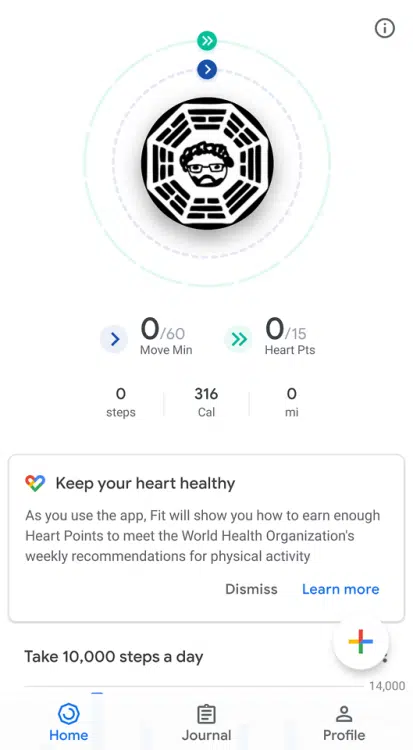 0/60
Move Min
0/15
Heart Pts
0
steps
316
Cal
0
mi
Keep your heart healthy
As you use the app, Fit will show you how to earn enough
Heart Points to meet the World Health Organization's
weekly recommendations for physical activity
Dismiss
Learn more
Take 10,000 steps a day
14,000
Home
Journal
Profile